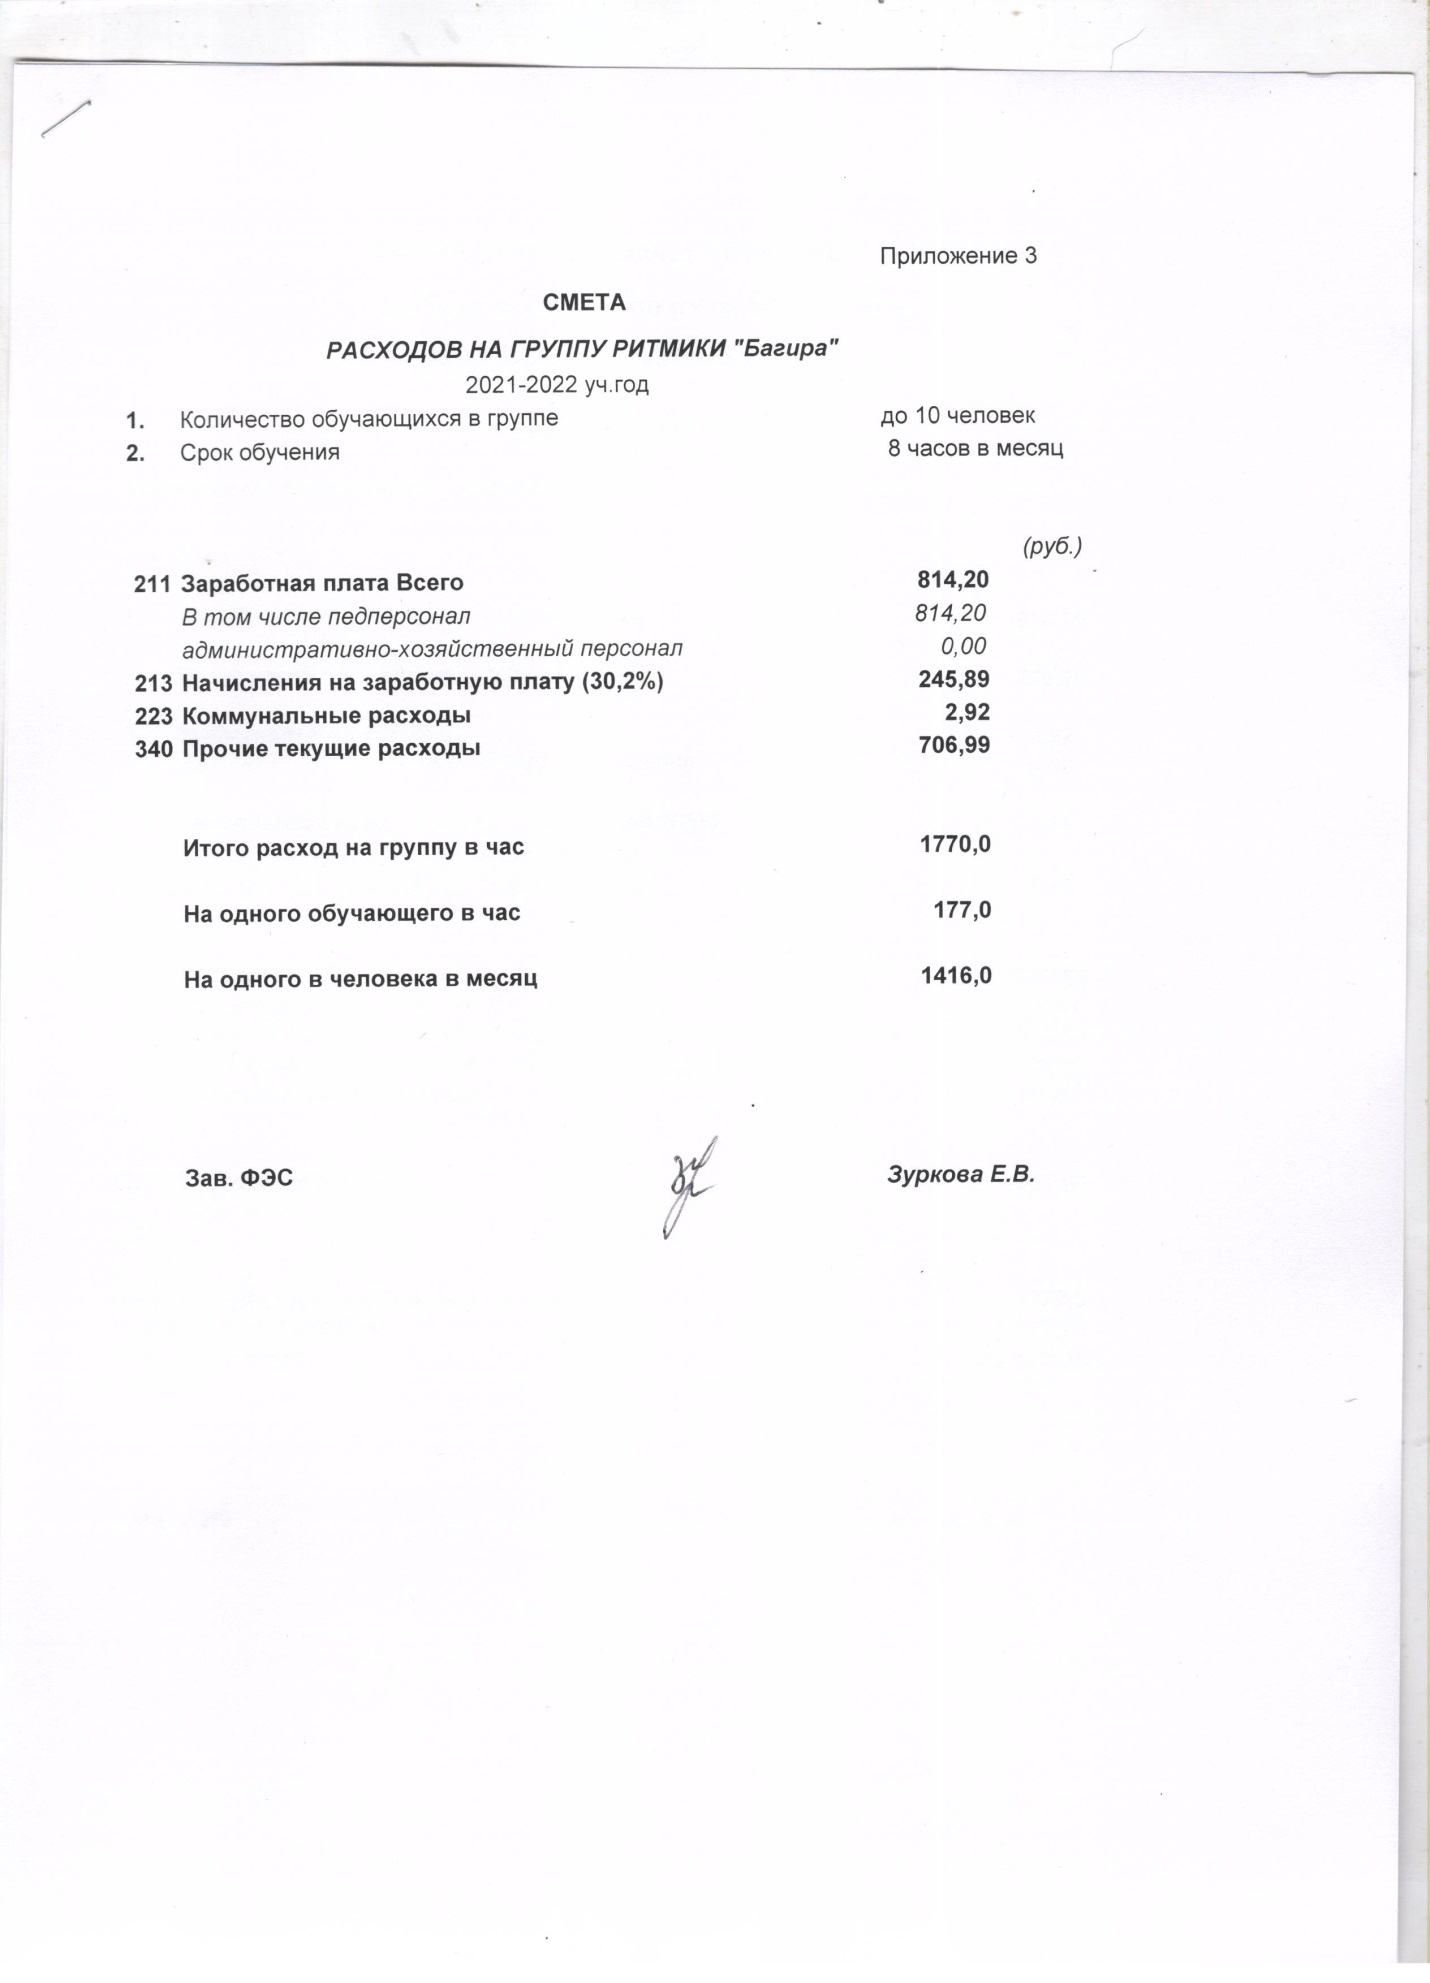 Приложение 3
СМЕТА
РАСХОДОВ НА ГРУППУ РИТМИКИ "Багира"
2021-2022 уч.год
1. Количество обучающихся в группе до 10 человек
2. Срок обучения 8 часов в месяц
(руб.)
211 Заработная плата Всего 814,20
В том числе педперсонал 814,20
административно-хозяйственный персонал 0,00
213 Начисления на заработную плату (30,2%) 245,89
223 Коммунальные расходы 2,92
340 Прочие текущие расходы 706,99
Итого расход на группу в час 1770,0
На одного обучающего в час 177,0
На одного в человека в месяц 1416,0
Зав. ФЭС Зуркова Е.В.